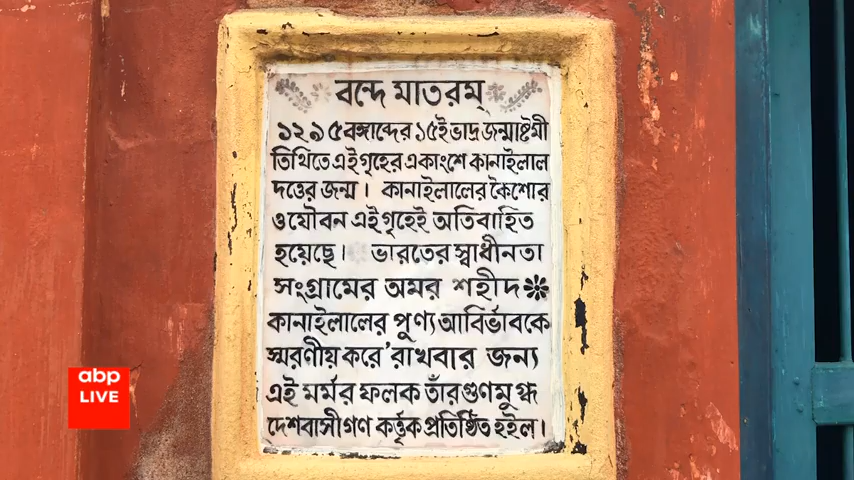 বন্দে মাতরম্
১২৯৫ বঙ্গাব্দের ১৫ই ভাদ্র জন্মাষ্টমী
তিথিতে এই গৃহের একাংশে কানাইলাল
দত্তের জন্ম। কানাইলালের কৈশোর
ও যৌবন এই গৃহেই অতিবাহিত
হয়েছে। ভারতের স্বাধীনতা
সংগ্রামের অমর শহীদ
কানাইলালের পুণ্য আবির্ভাবকে
স্মরণীয় করে' রাখবার জন্য
এই মর্মর ফলক তাঁর গুণমুগ্ধ
দেশবাসীগণ কর্ত্তৃক প্রতিষ্ঠিত হইল।
abp
LIVE